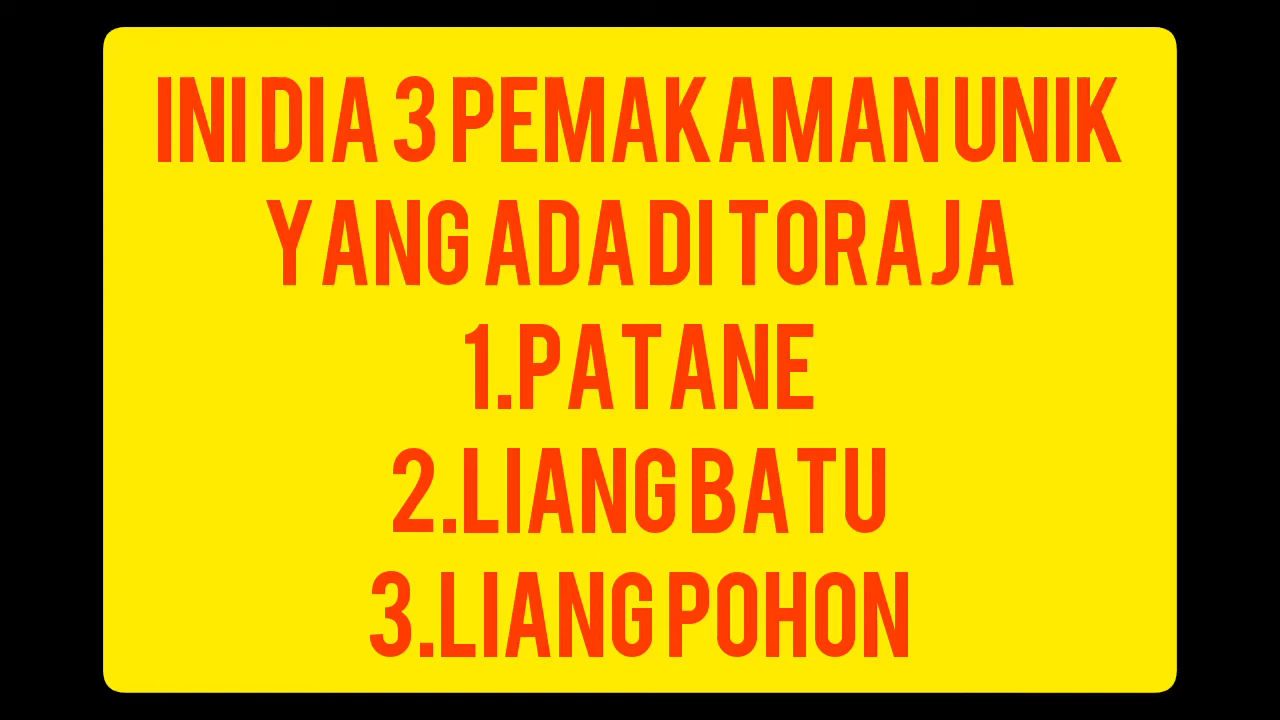 INI DIA 3 PEMAKAMAN UNIK
YANG ADA DI TORAJA
1.PATANE
2.LIANG BATU
3.LIANG POHON